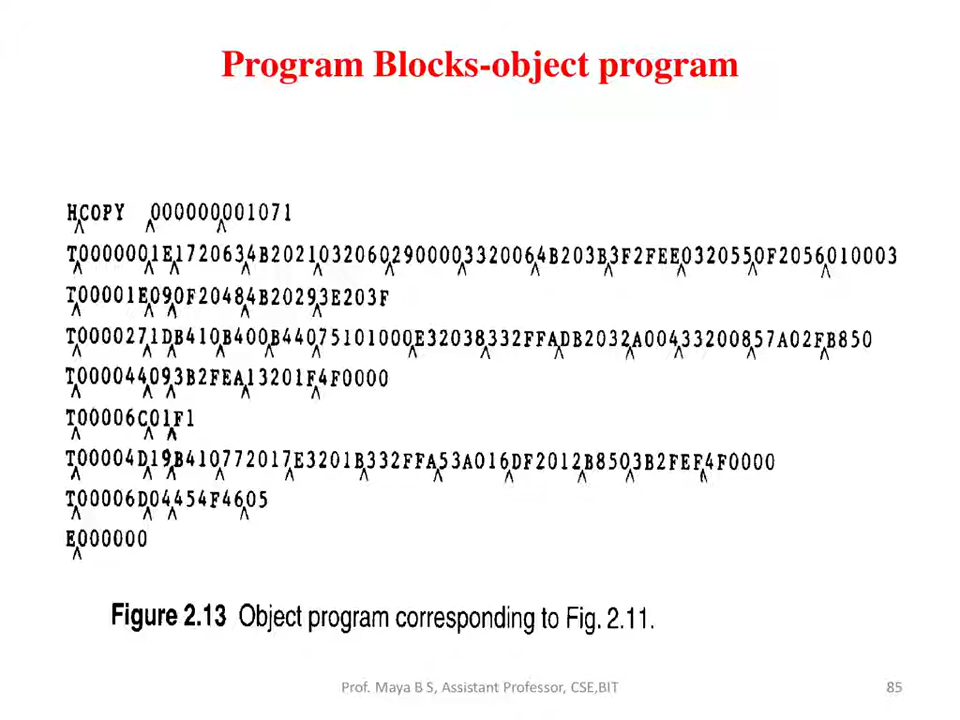 Program Blocks-object program
HCOPY 000000001071
T0000001E1720634B20210320602900003320064B203B3F2FEE0320550F2056010003
T00001E090F20484B20293E203F
T0000271DB410B400B44075101000E32038332FFADB2032A00433200857A02FB850
T000044093B2FEA13201F4F0000
T00006C01F1
T00004D19B410772017E3201B332FFA53A016DF2012B8503B2FEF4F0000
T00006D04454F4605
E000000
Figure 2.13 Object program corresponding to Fig. 2.11.
Prof. Maya B S, Assistant Professor, CSE,BIT
85